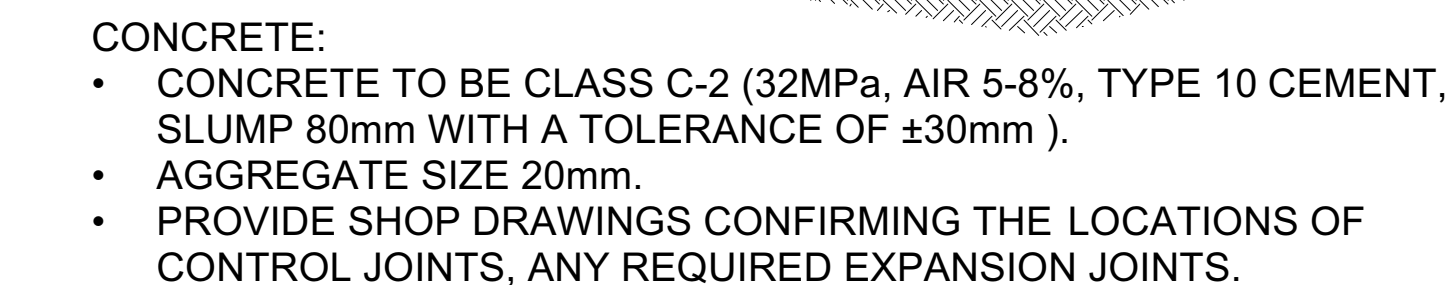 CONCRETE:
• CONCRETE TO BE CLASS C-2 (32MPa, AIR 5-8%, TYPE 10 CEMENT,
SLUMP 80mm WITH A TOLERANCE OF ±30mm ).
• AGGREGATE SIZE 20mm.
• PROVIDE SHOP DRAWINGS CONFIRMING THE LOCATIONS OF
CONTROL JOINTS, ANY REQUIRED EXPANSION JOINTS.